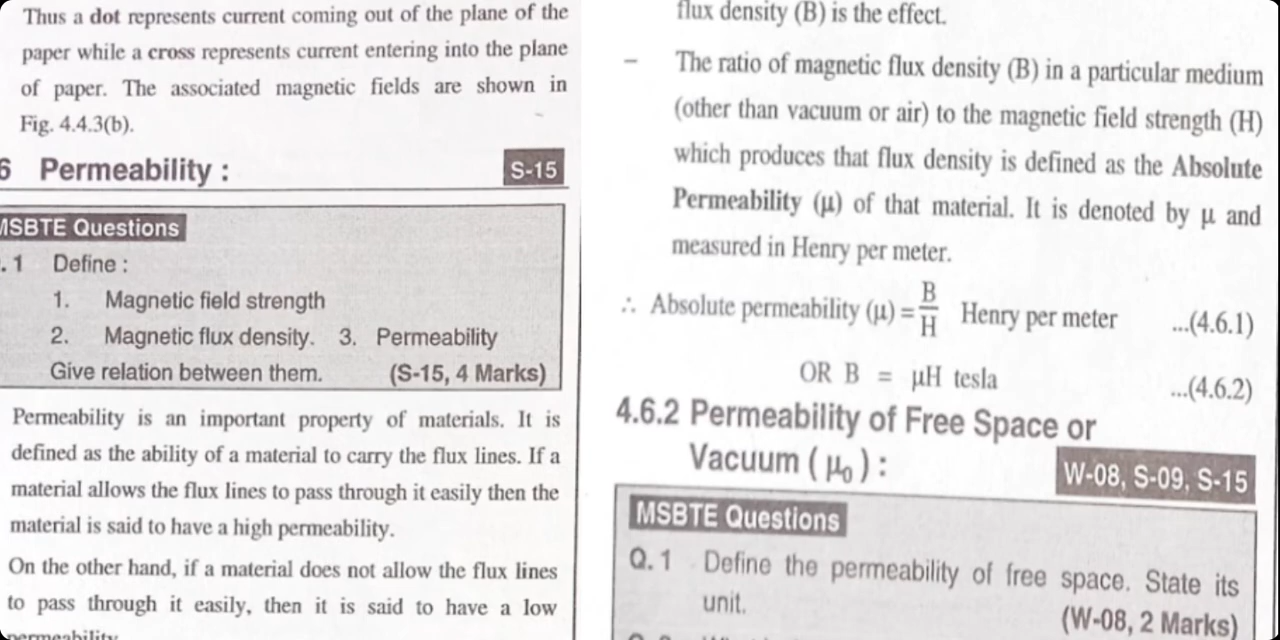 Thus a dot represents current coming out of the plane of the
paper while a cross represents current entering into the plane
of paper. The associated magnetic fields are shown in
Fig. 4.4.3(b).
6 Permeability : S-15
MSBTE Questions
. 1 Define :
1. Magnetic field strength
2. Magnetic flux density. 3. Permeability
Give relation between them. (S-15, 4 Marks)
Permeability is an important property of materials. It is
defined as the ability of a material to carry the flux lines. If a
material allows the flux lines to pass through it easily then the
material is said to have a high permeability.
On the other hand, if a material does not allow the flux lines
to pass through it easily, then it is said to have a low
permeability
flux density (B) is the effect.
– The ratio of magnetic flux density (B) in a particular medium
(other than vacuum or air) to the magnetic field strength (H)
which produces that flux density is defined as the Absolute
Permeability (μ) of that material. It is denoted by μ and
measured in Henry per meter.
∴ Absolute permeability (μ) = B/H Henry per meter ...(4.6.1)
OR B = μH tesla ...(4.6.2)
4.6.2 Permeability of Free Space or
Vacuum ( μ₀ ) :
W-08, S-09, S-15
MSBTE Questions
Q. 1 Define the permeability of free space. State its
unit. (W-08, 2 Marks)